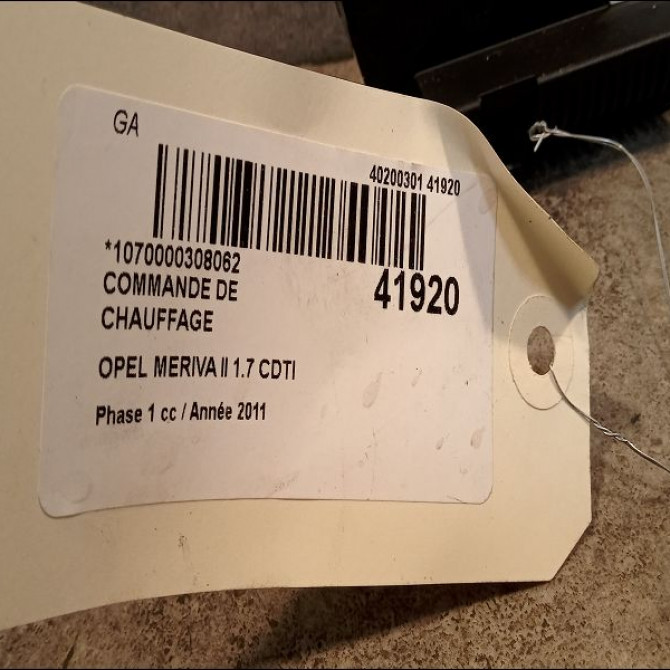 GA
40200301 41920
*1070000308062
COMMANDE DE
CHAUFFAGE
41920
OPEL MERIVA II 1.7 CDTI
Phase 1 cc / Année 2011